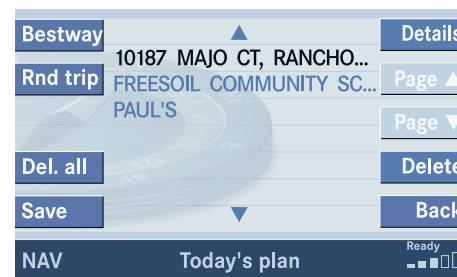 Bestway
Details
10187 MAJO CT, RANCHO...
Rnd trip
FREESOIL COMMUNITY SC...
Page
PAUL'S
Page
Del. all
Delete
Save
Back
NAV
Today's plan
Ready